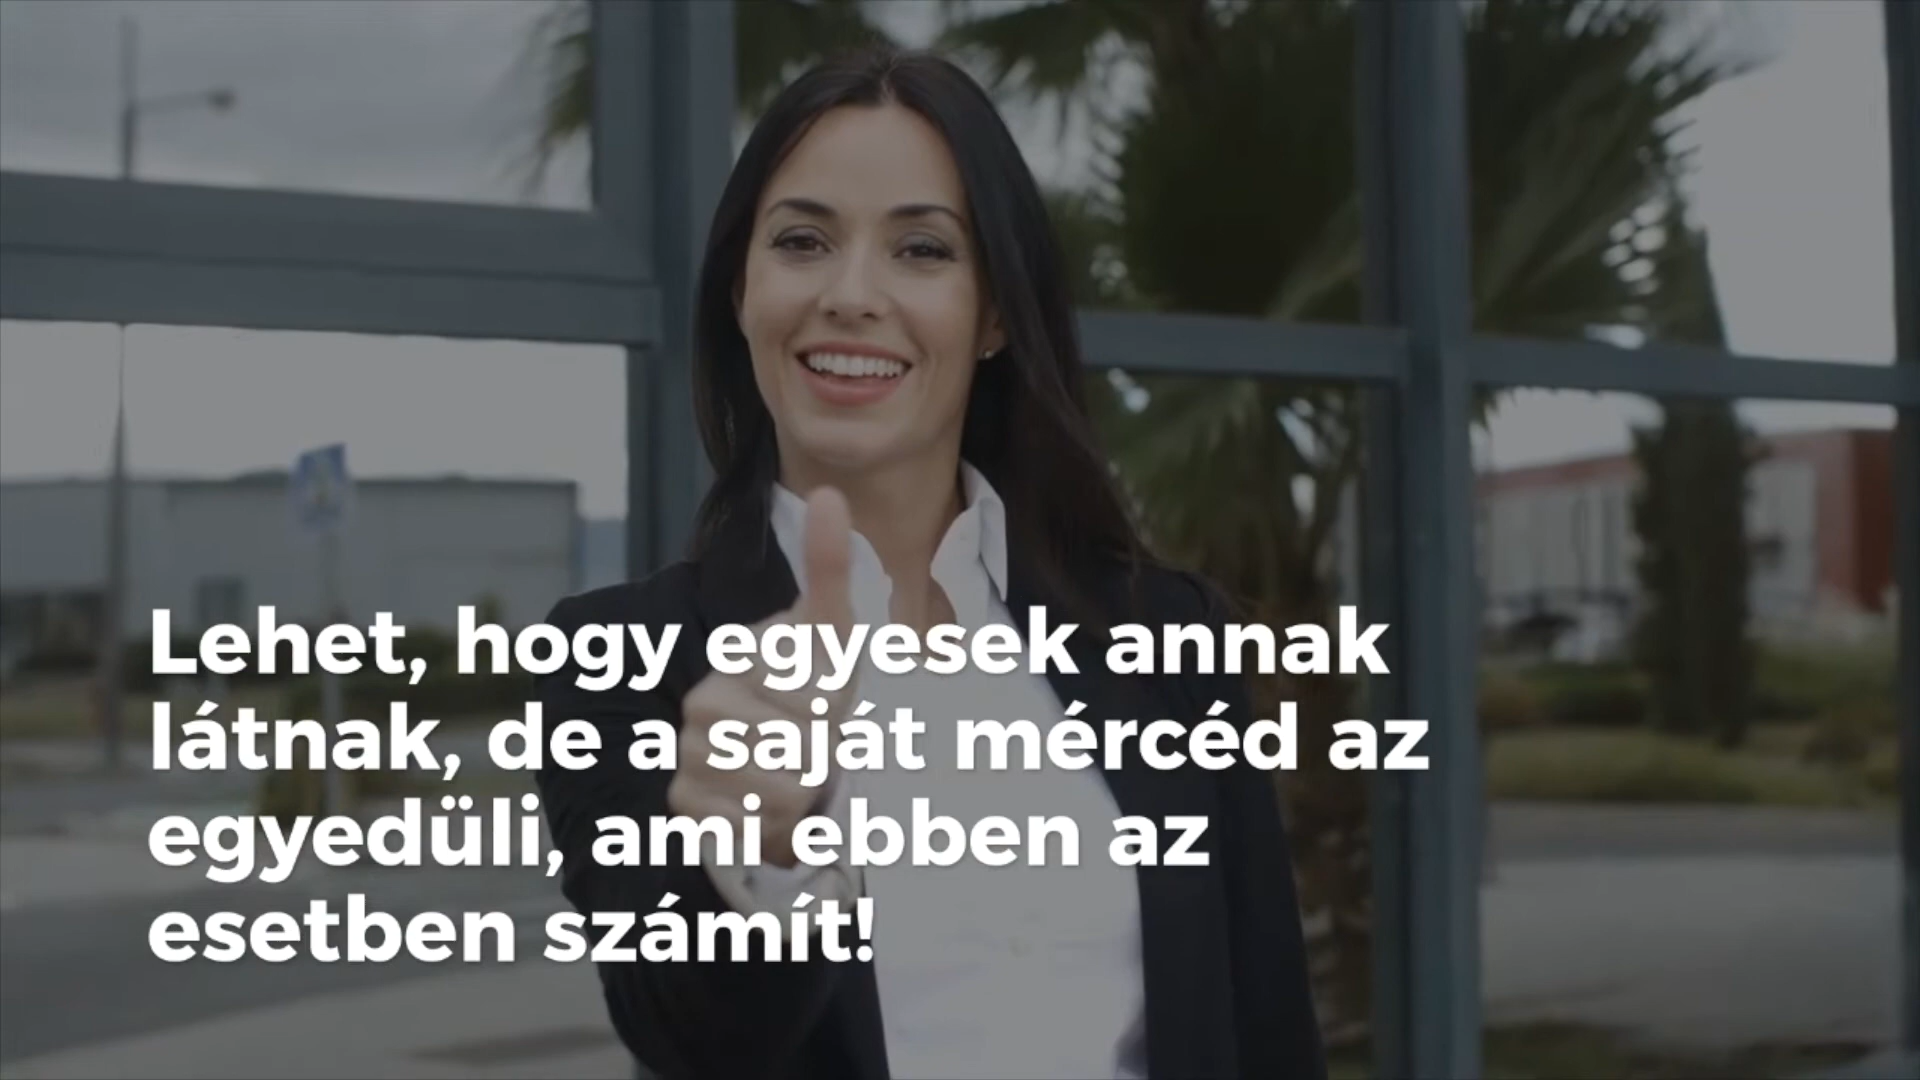 Lehet, hogy egyesek annak
látnak, de a saját mércéd az
egyedüli, ami ebben az
esetben számít!